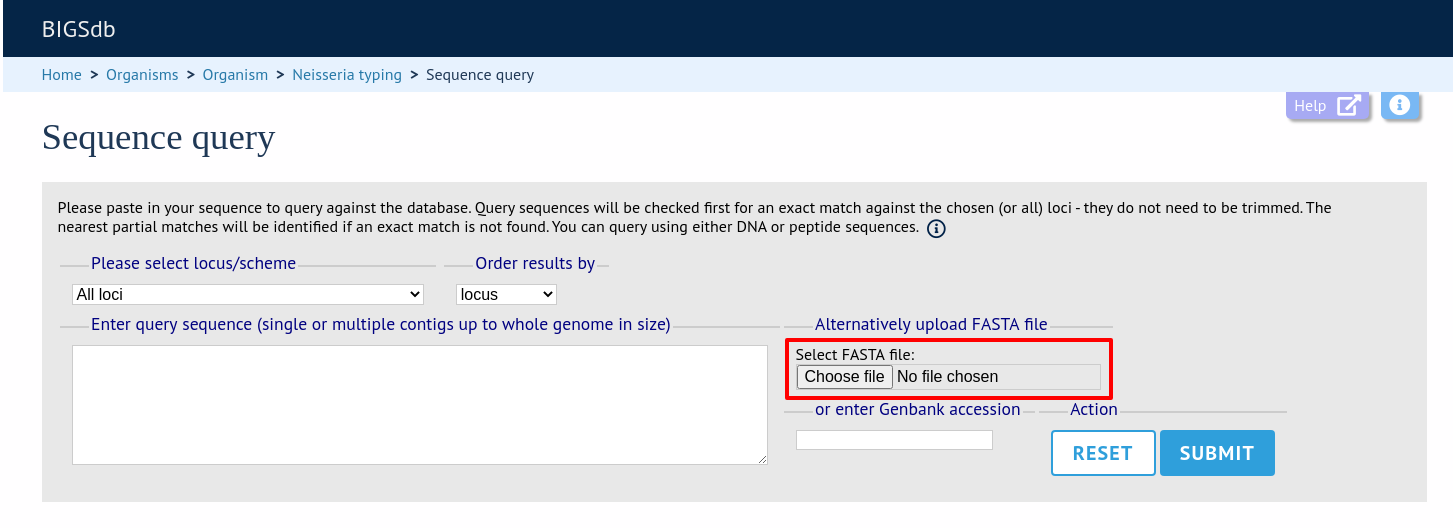 BIGSdb
Home > Organisms > Organism > Neisseria typing > Sequence query
Help
Sequence query
Please paste in your sequence to query against the database. Query sequences will be checked first for an exact match against the chosen (or all) loci - they do not need to be trimmed. The
nearest partial matches will be identified if an exact match is not found. You can query using either DNA or peptide sequences.
Please select locus/scheme
Order results by
All loci
locus
Enter query sequence (single or multiple contigs up to whole genome in size)
Alternatively upload FASTA file
Select FASTA file:
Choose file No file chosen
or enter Genbank accession
Action
RESET
SUBMIT